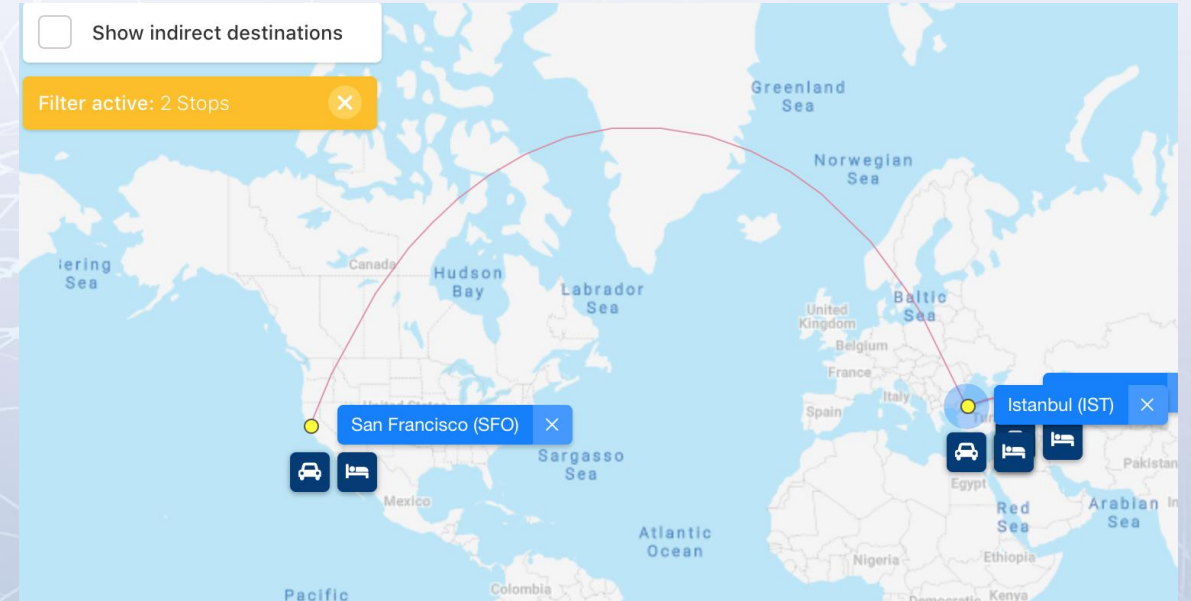 Show indirect destinations
Filter active: 2 Stops
Greenland
Sea
Norwegian
Sea
Canada
Hudson
Bay
Labrador
Sea
Sea
Baltic
Sea
United
Kingdom
Belgium
France
Italy
Spain
San Francisco (SFO)
Istanbul (IST)
Sargasso
Sea
Mexico
Pakistan
Egypt
Red
Sea
Arabian
Sea
Atlantic
Ocean
Nigeria
Ethiopia
Colombia
Kenya
Pacific